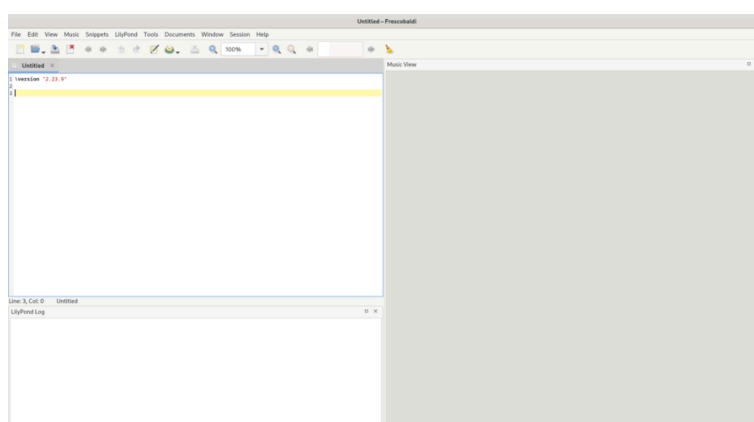 Untitled – Frescobaldi
File Edit View Music Snippets LilyPond Tools Documents Window Session Help
100%
Untitled
Music View
1 \version "2.23.9"
2
3
Line: 3, Col: 0 Untitled
LilyPond Log